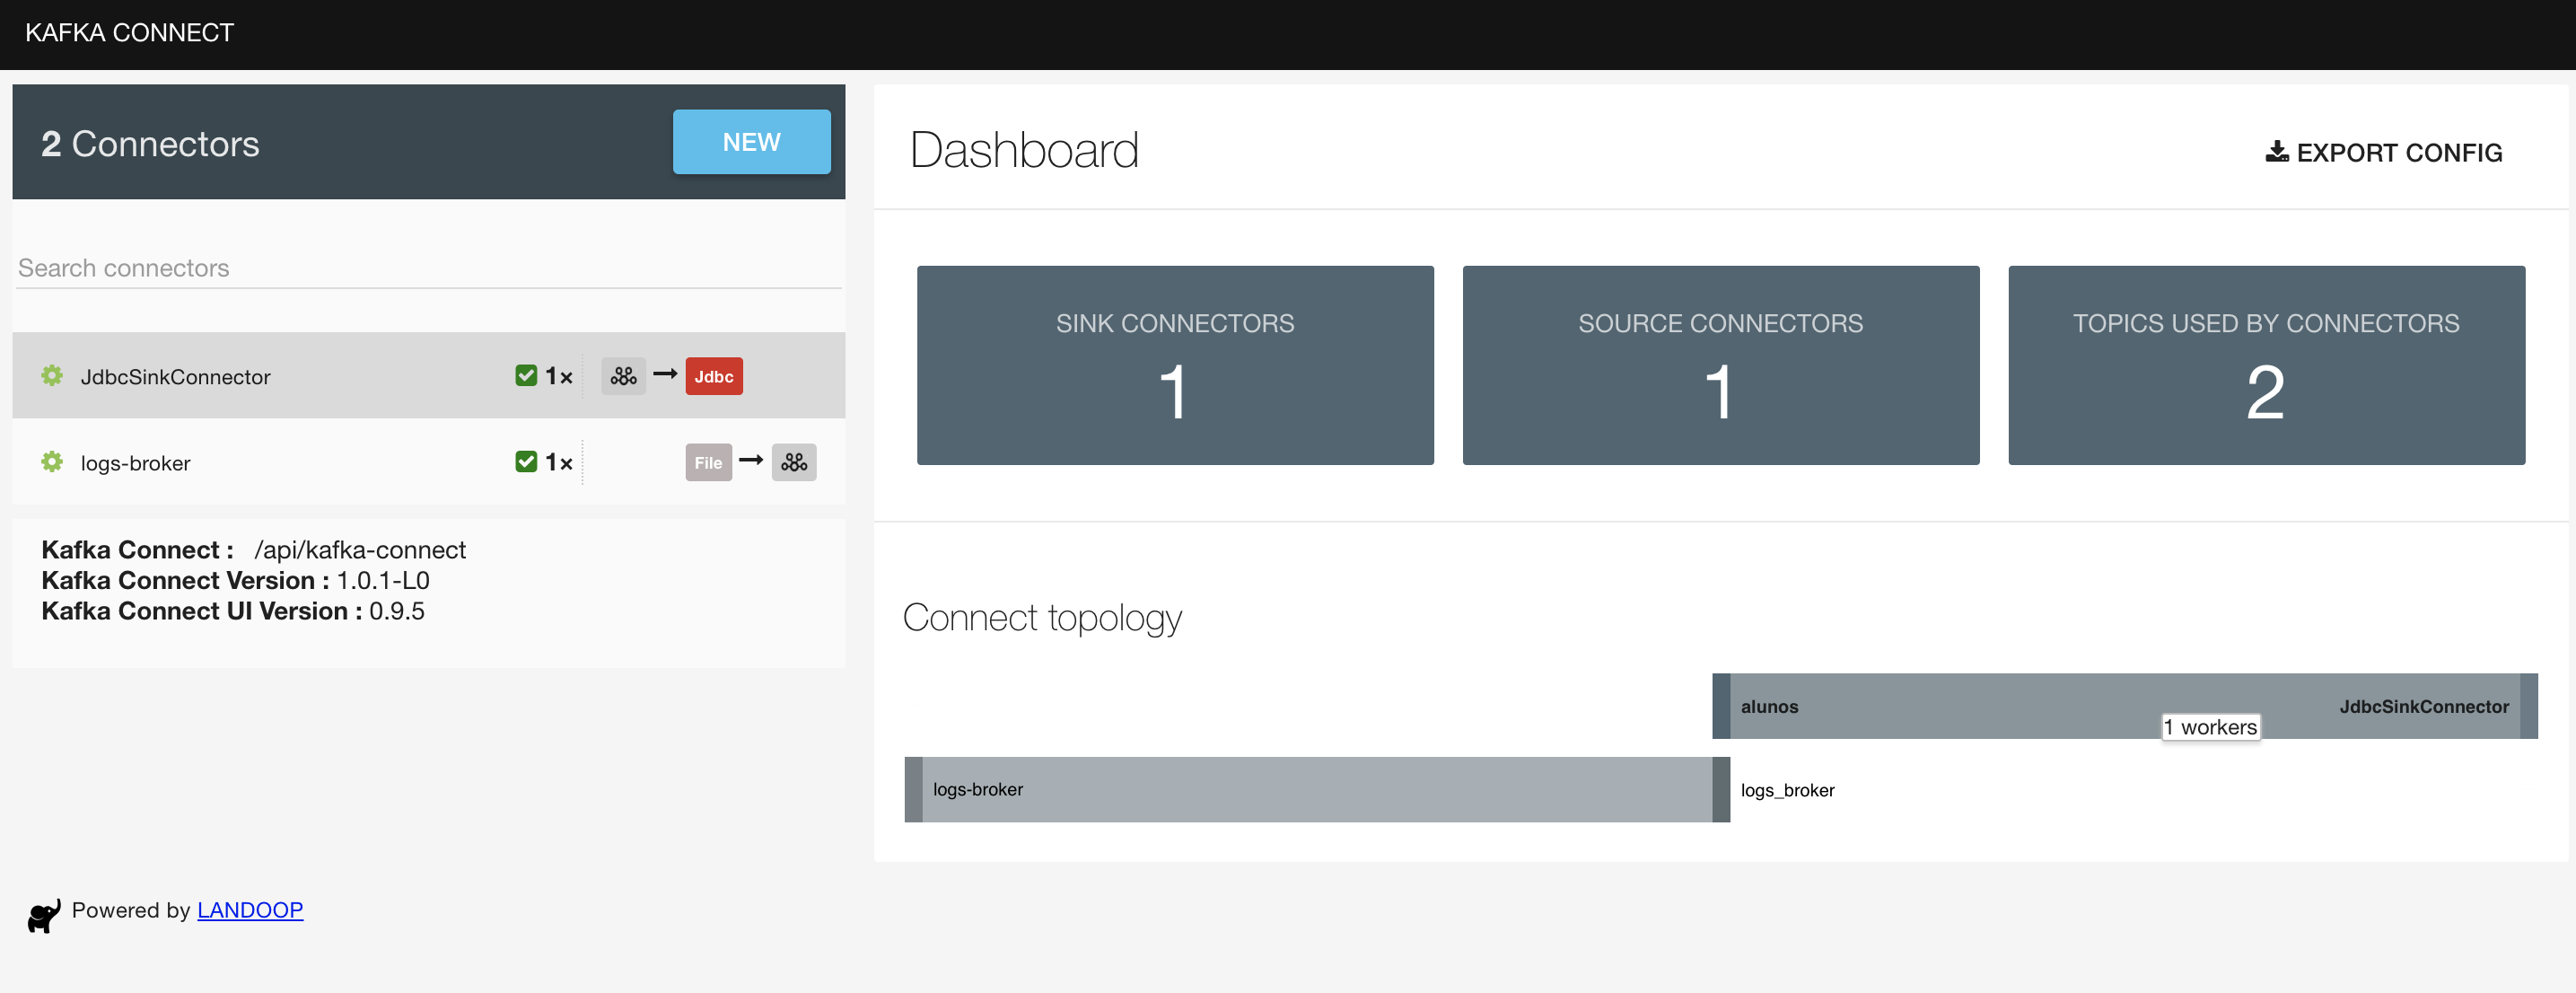 KAFKA CONNECT
2 Connectors
NEW
Search connectors
JdbcSinkConnector 1× Jdbc
logs-broker 1× File
Kafka Connect : /api/kafka-connect
Kafka Connect Version : 1.0.1-L0
Kafka Connect UI Version : 0.9.5
Powered by LANDOOP
Dashboard
EXPORT CONFIG
SINK CONNECTORS
1
SOURCE CONNECTORS
1
TOPICS USED BY CONNECTORS
2
Connect topology
alunos
JdbcSinkConnector
1 workers
logs-broker
logs_broker